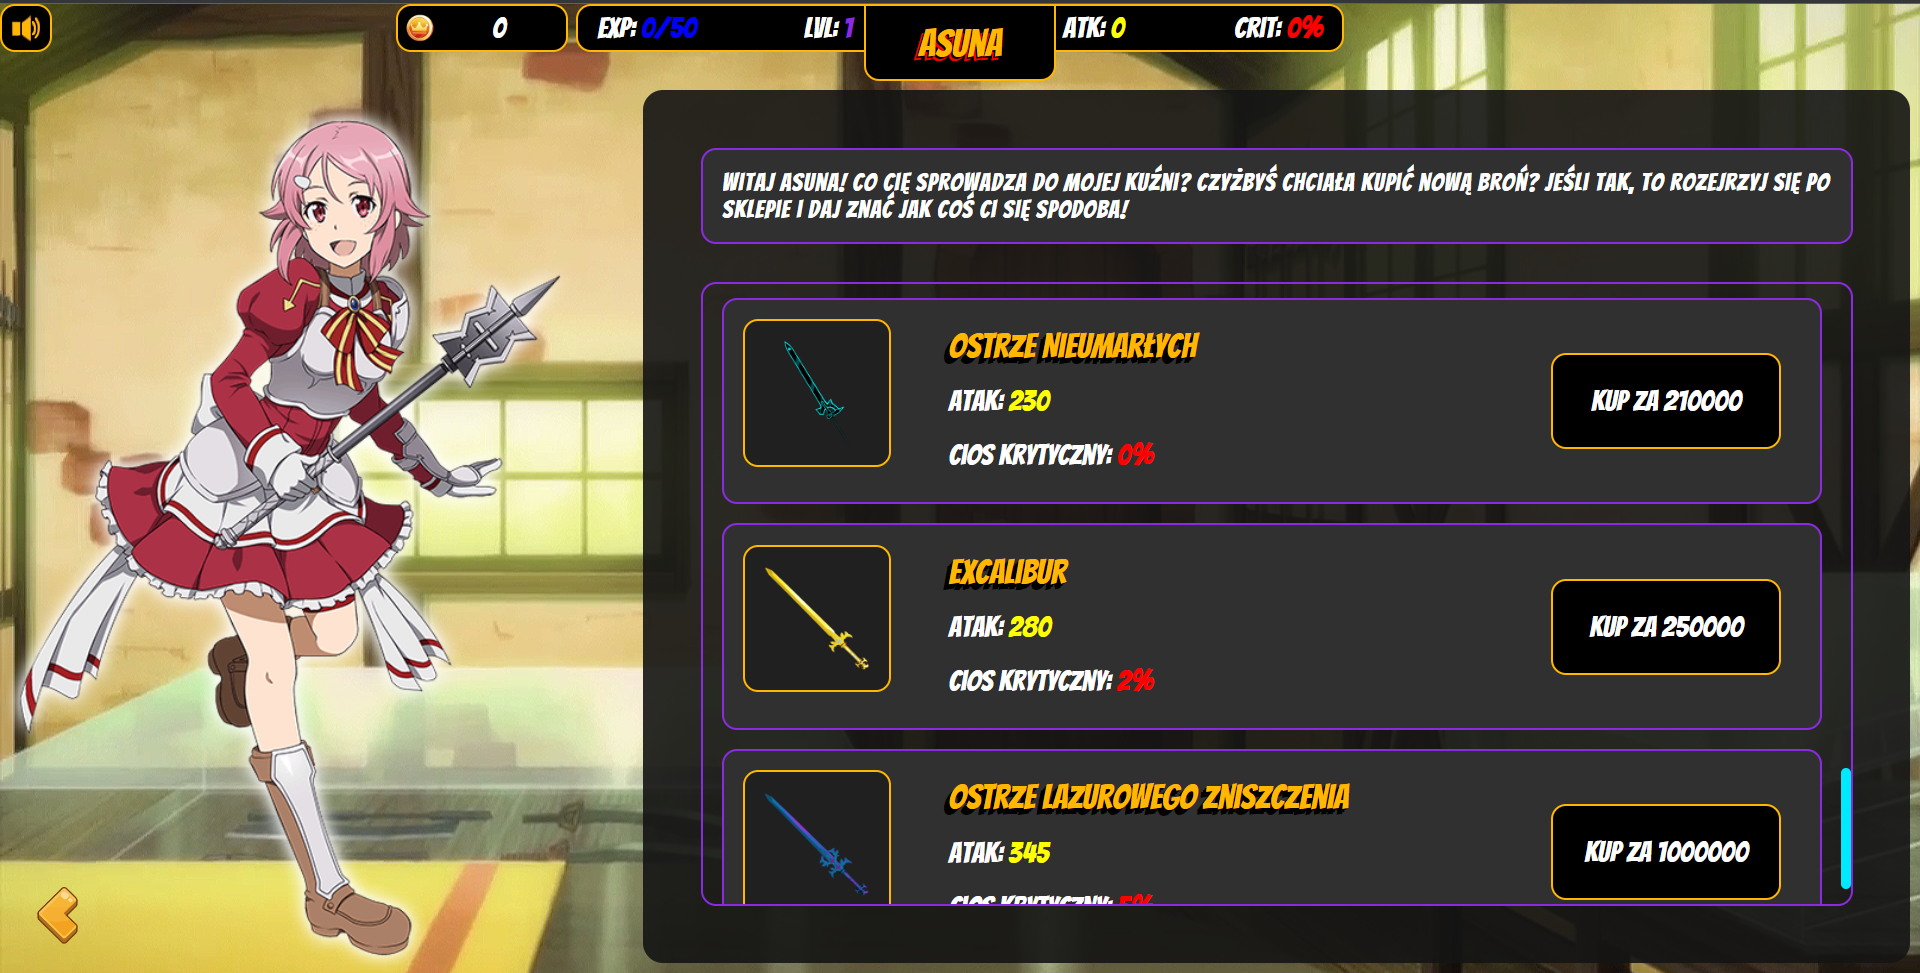 0
EXP: 0/50 LVL: 1
ASUNA
ATK: 0 CRIT: 0%
WITAJ ASUNA! CO CIĘ SPROWADZA DO MOJEJ KUŹNI? CZYŻBYŚ CHCIAŁA KUPIĆ NOWĄ BROŃ? JEŚLI TAK, TO ROZEJRZYJ SIĘ PO
SKLEPIE I DAJ ZNAĆ JAK COŚ CI SIĘ SPODOBA!
OSTRZE NIEUMARŁYCH
ATAK: 230
CIOS KRYTYCZNY: 0%
KUP ZA 210000
EXCALIBUR
ATAK: 280
CIOS KRYTYCZNY: 2%
KUP ZA 250000
OSTRZE LAZUROWEGO ZNISZCZENIA
ATAK: 345
CIOS KRYTYCZNY: 5%
KUP ZA 1000000